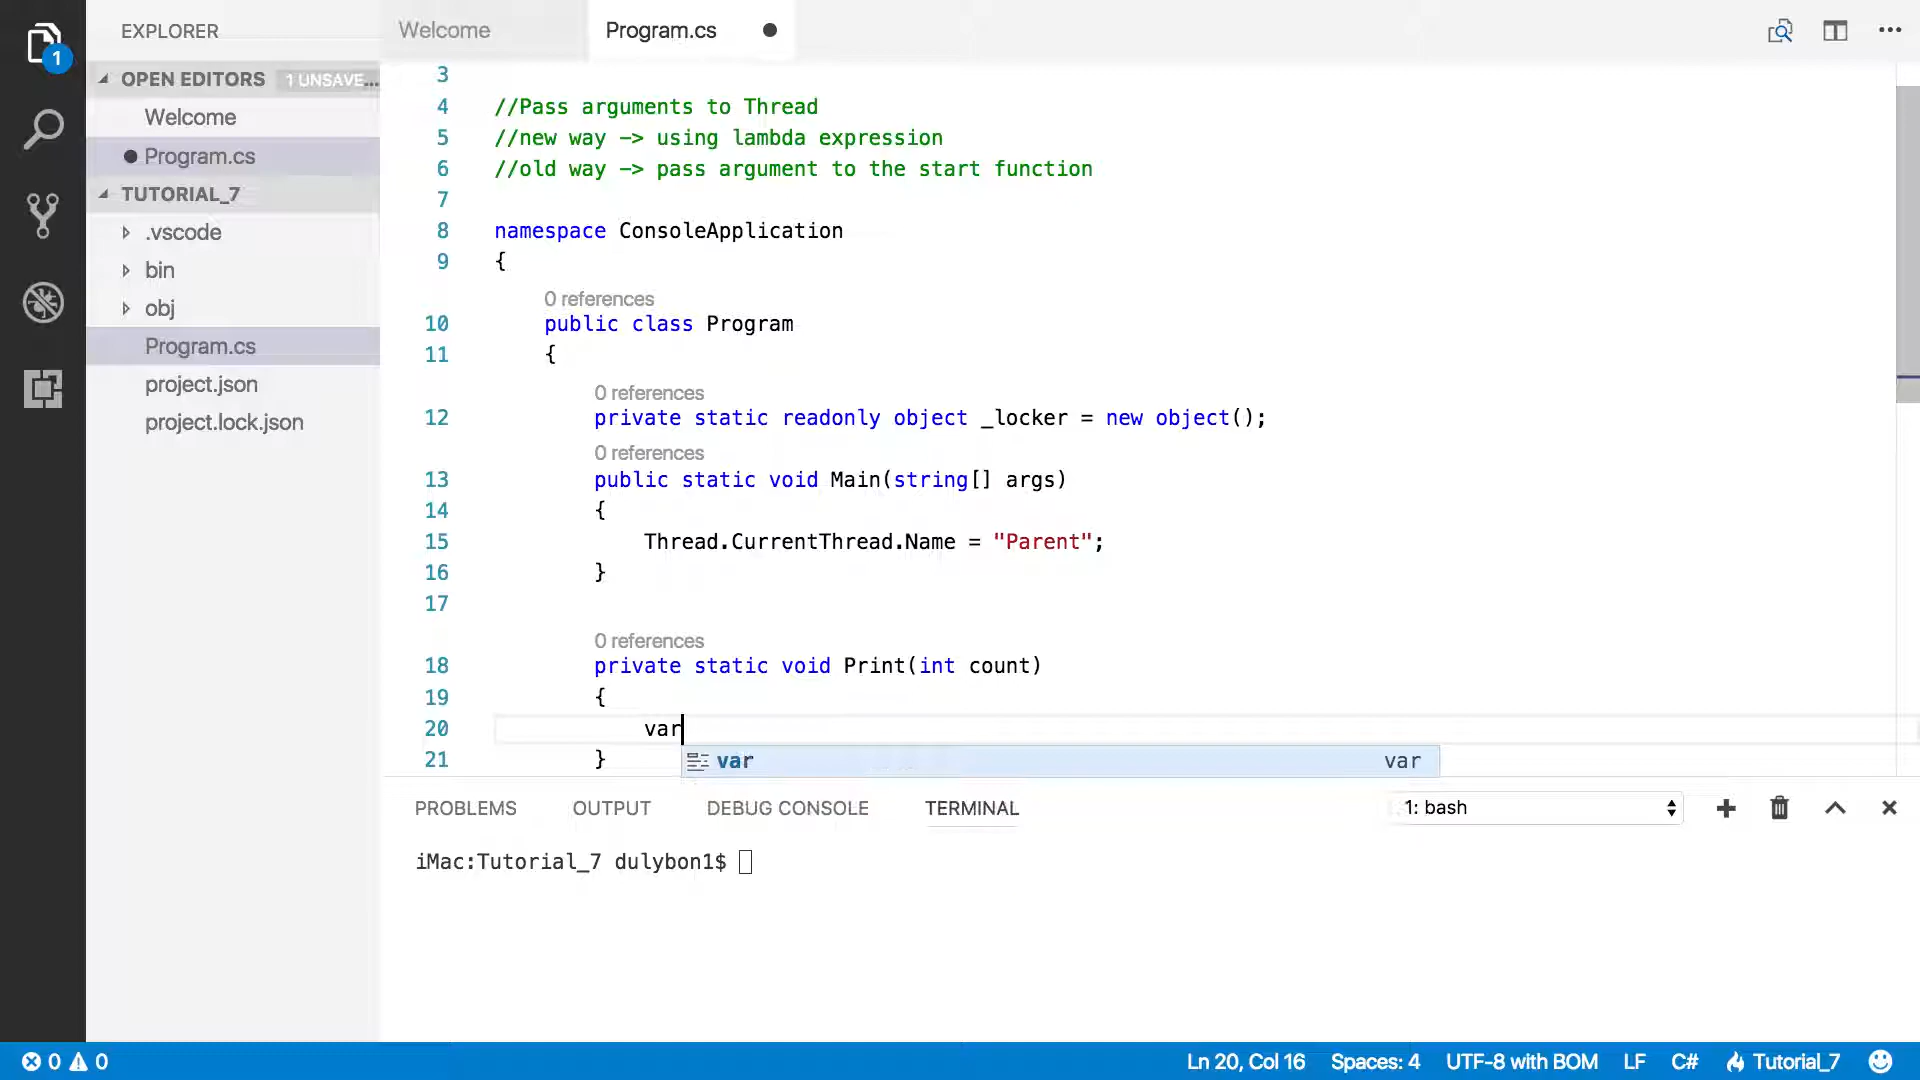 EXPLORER
Welcome
Program.cs
1
OPEN EDITORS
1 UNSAVE...
Welcome
Program.cs
TUTORIAL_7
.vscode
bin
obj
Program.cs
project.json
project.lock.json
3
4 //Pass arguments to Thread
5 //new way -> using lambda expression
6 //old way -> pass argument to the start function
7
8 namespace ConsoleApplication
9 {
0 references
10 public class Program
11 {
0 references
12 private static readonly object _locker = new object();
0 references
13 public static void Main(string[] args)
14 {
15 Thread.CurrentThread.Name = "Parent";
16 }
17
0 references
18 private static void Print(int count)
19 {
20 var
21 }
var var
PROBLEMS OUTPUT DEBUG CONSOLE TERMINAL 1: bash
iMac:Tutorial_7 dulybon1$
0 0 Ln 20, Col 16 Spaces: 4 UTF-8 with BOM LF C# Tutorial_7